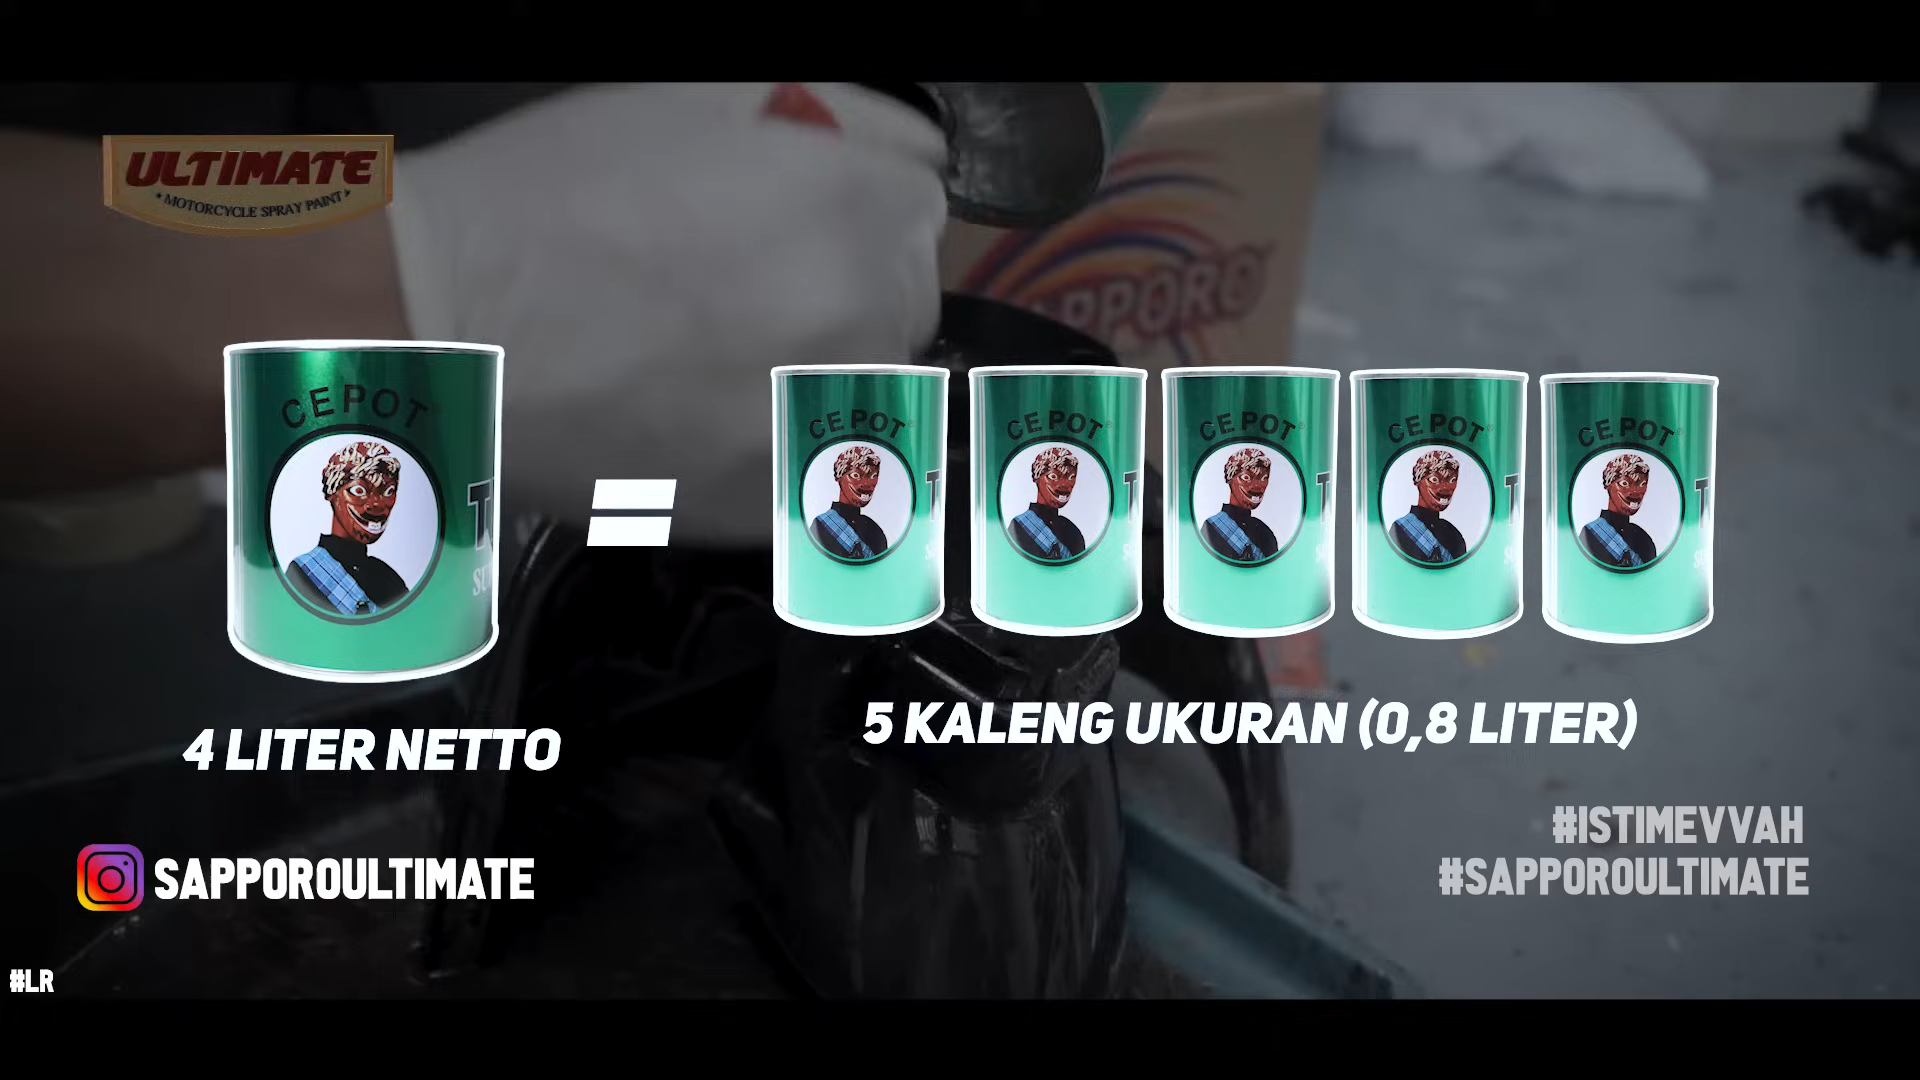 ULTIMATE
MOTORCYCLE SPRAY PAINT
SAPPORO
CEPOT
CEPOT
CEPOT
CEPOT
CEPOT
CEPOT
=
4 LITER NETTO
5 KALENG UKURAN (0,8 LITER)
#ISTIMEVVAH
#SAPPOROULTIMATE
SAPPOROULTIMATE
#LR